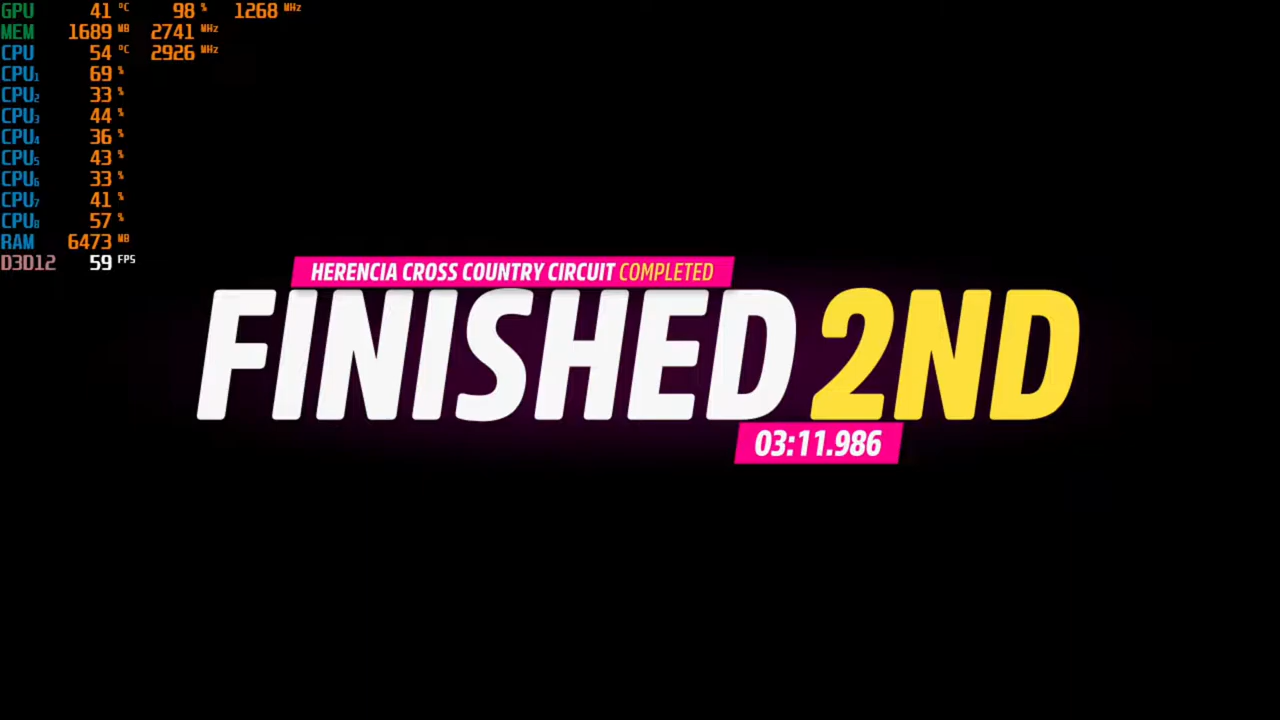 GPU 41 °C 98 % 1268 MHz
MEM 1689 MB 2741 MHz
CPU 54 °C 2926 MHz
CPU1 69 %
CPU2 33 %
CPU3 44 %
CPU4 36 %
CPU5 43 %
CPU6 33 %
CPU7 41 %
CPU8 57 %
RAM 6473 MB
D3D12 59 FPS
HERENCIA CROSS COUNTRY CIRCUIT COMPLETED
FINISHED 2ND
03:11.986